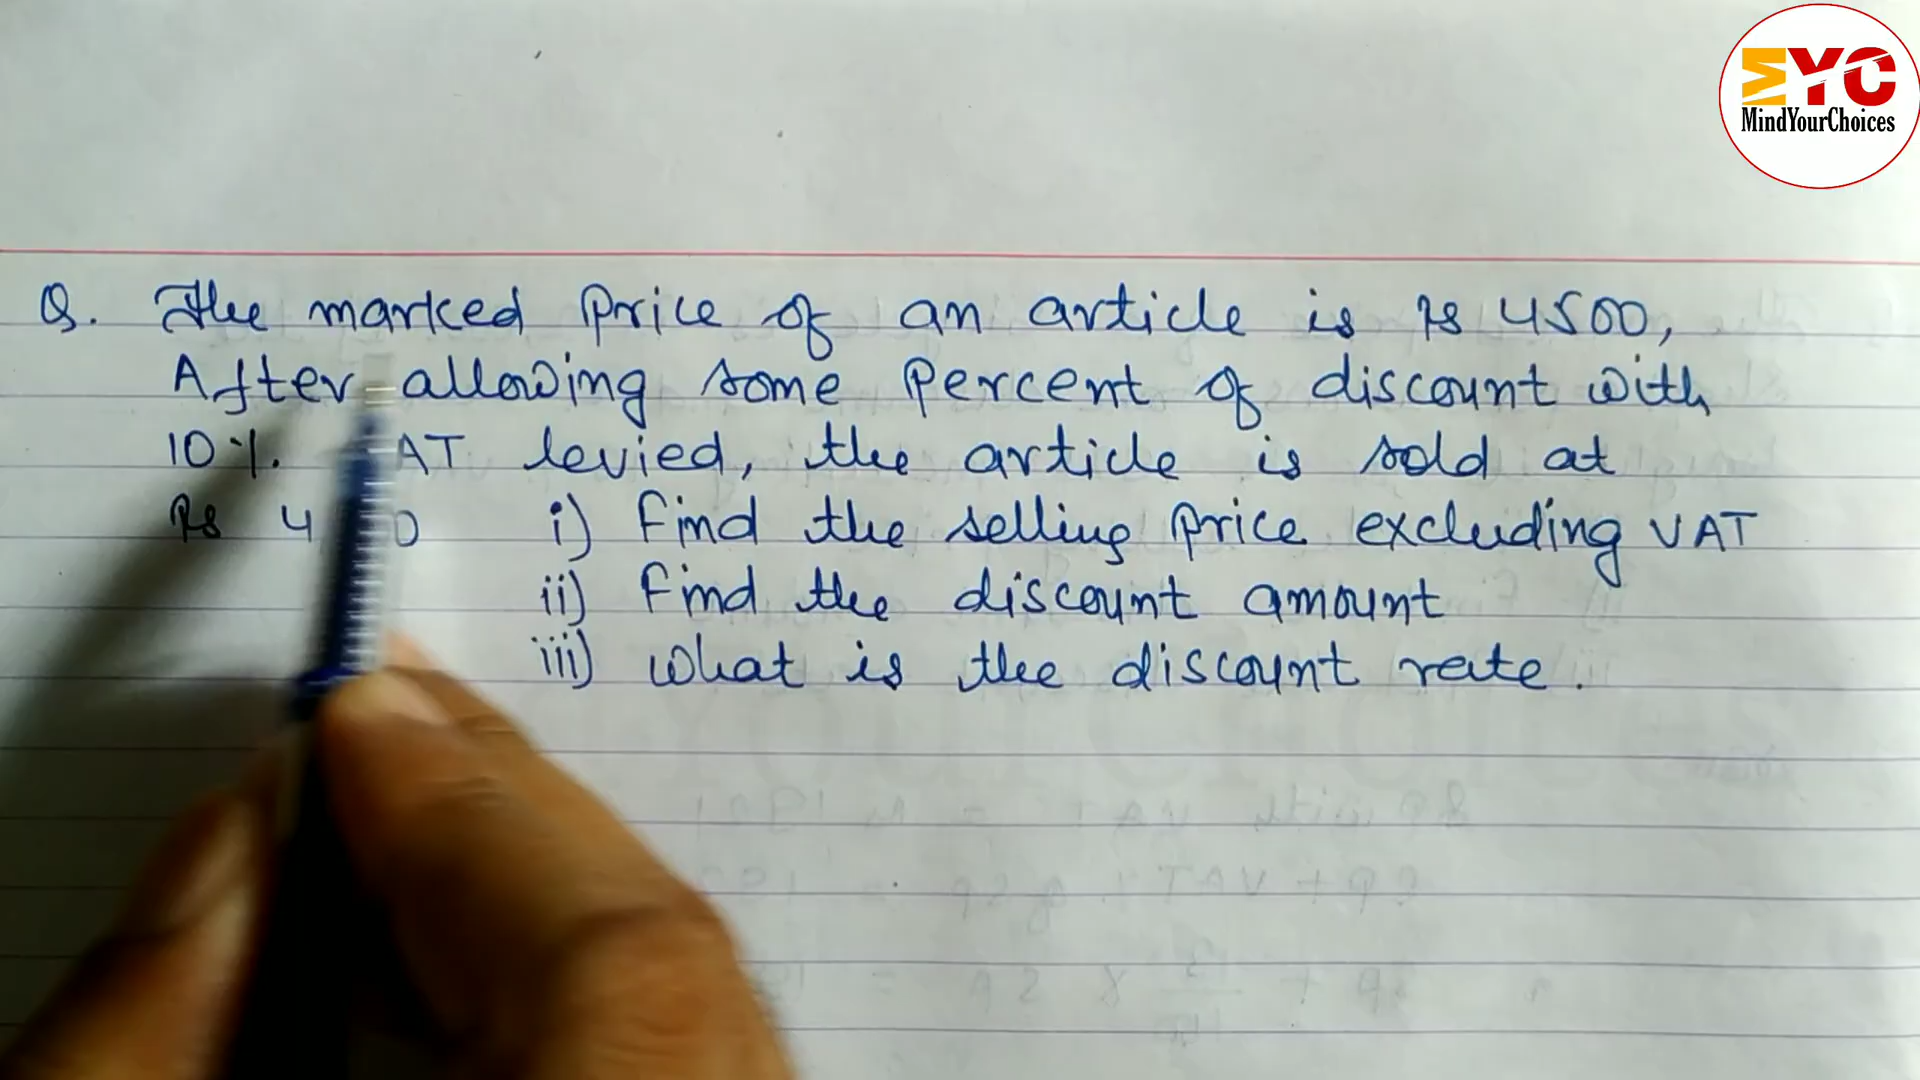 MYC
MindYourChoices
Q. The marked price of an article is Rs 4500,
After allowing some percent of discount with
10%. AT levied, the article is sold at
Rs 4 0 i) Find the selling price excluding VAT
ii) Find the discount amount
iii) What is the discount rate.